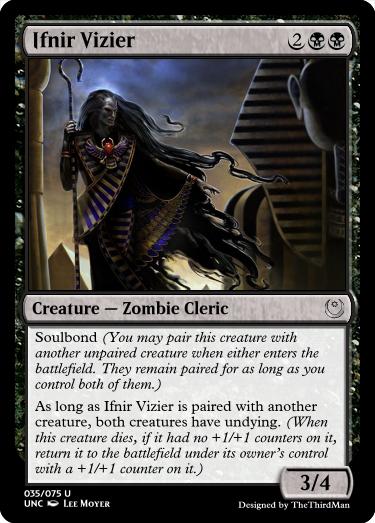 Ifnir Vizier 2
Creature — Zombie Cleric
Soulbond (You may pair this creature with
another unpaired creature when either enters the
battlefield. They remain paired for as long as you
control both of them.)
As long as Ifnir Vizier is paired with another
creature, both creatures have undying. (When
this creature dies, if it had no +1/+1 counters on it,
return it to the battlefield under its owner's control
with a +1/+1 counter on it.)
3/4
035/075 U
UNC LEE MOYER
Designed by TheThirdMan